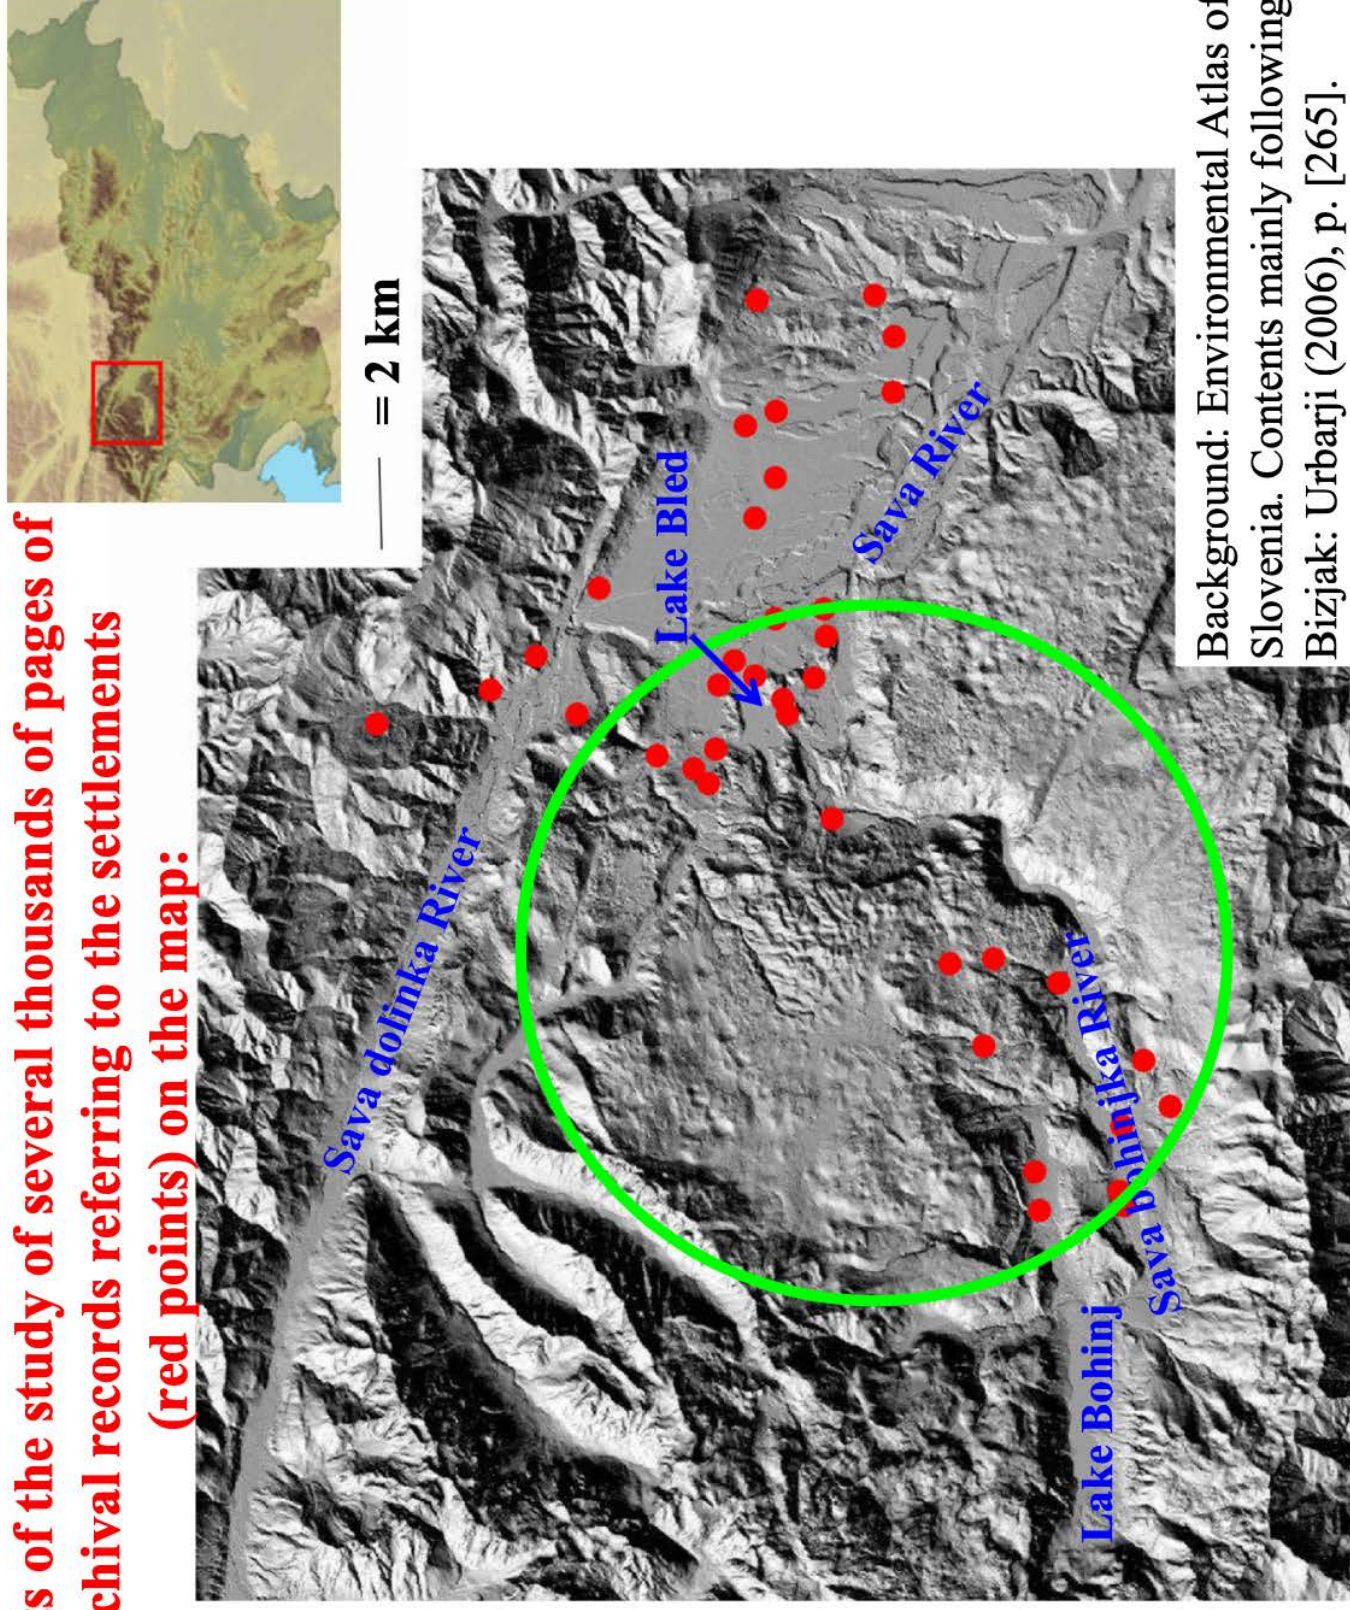 s of the study of several thousands of pages of
chival records referring to the settlements
(red points) on the map:
= 2 km
Sava dolinka River
Lake Bled
Sava River
Sava bohinjka River
Lake Bohinj
Background: Environmental Atlas of
Slovenia. Contents mainly following
Bizjak: Urbarji (2006), p. [265].